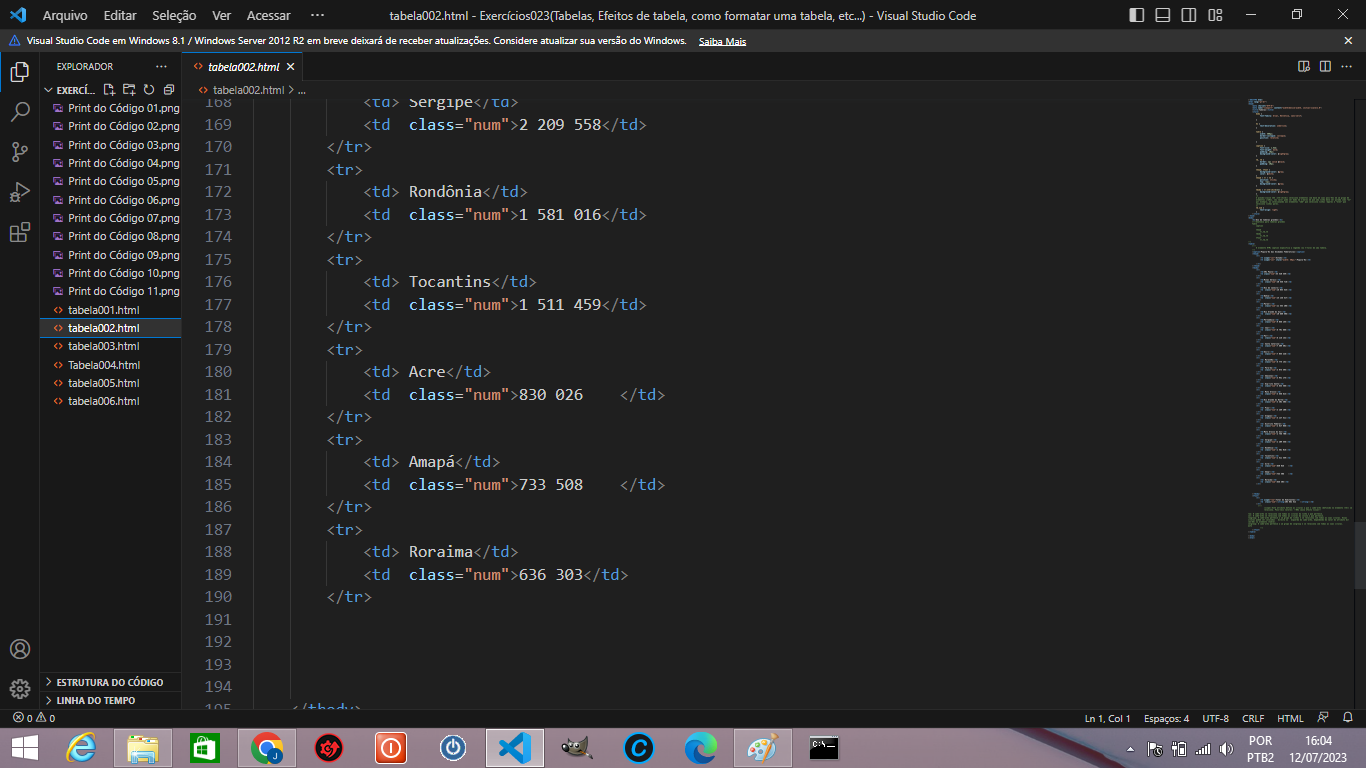 Arquivo Editar Seleção Ver Acessar ··· tabela002.html - Exercícios023(Tabelas, Efeitos de tabela, como formatar uma tabela, etc...) - Visual Studio Code
Visual Studio Code em Windows 8.1 / Windows Server 2012 R2 em breve deixará de receber atualizações. Considere atualizar sua versão do Windows. Saiba Mais
EXPLORADOR ···
EXERCÍ...
Print do Código 01.png
Print do Código 02.png
Print do Código 03.png
Print do Código 04.png
Print do Código 05.png
Print do Código 06.png
Print do Código 07.png
Print do Código 08.png
Print do Código 09.png
Print do Código 10.png
Print do Código 11.png
tabela001.html
tabela002.html
tabela003.html
Tabela004.html
tabela005.html
tabela006.html
ESTRUTURA DO CÓDIGO
LINHA DO TEMPO
tabela002.html
tabela002.html > ...
168 <td> Sergipe</td>
169 <td  class="num">2 209 558</td>
170 </tr>
171 <tr>
172 <td> Rondônia</td>
173 <td  class="num">1 581 016</td>
174 </tr>
175 <tr>
176 <td> Tocantins</td>
177 <td  class="num">1 511 459</td>
178 </tr>
179 <tr>
180 <td> Acre</td>
181 <td  class="num">830 026    </td>
182 </tr>
183 <tr>
184 <td> Amapá</td>
185 <td  class="num">733 508    </td>
186 </tr>
187 <tr>
188 <td> Roraima</td>
189 <td  class="num">636 303</td>
190 </tr>
191
192
193
194
195 </tbody>
0 0 Ln 1, Col 1 Espaços: 4 UTF-8 CRLF HTML
POR 16:04
PTB2 12/07/2023